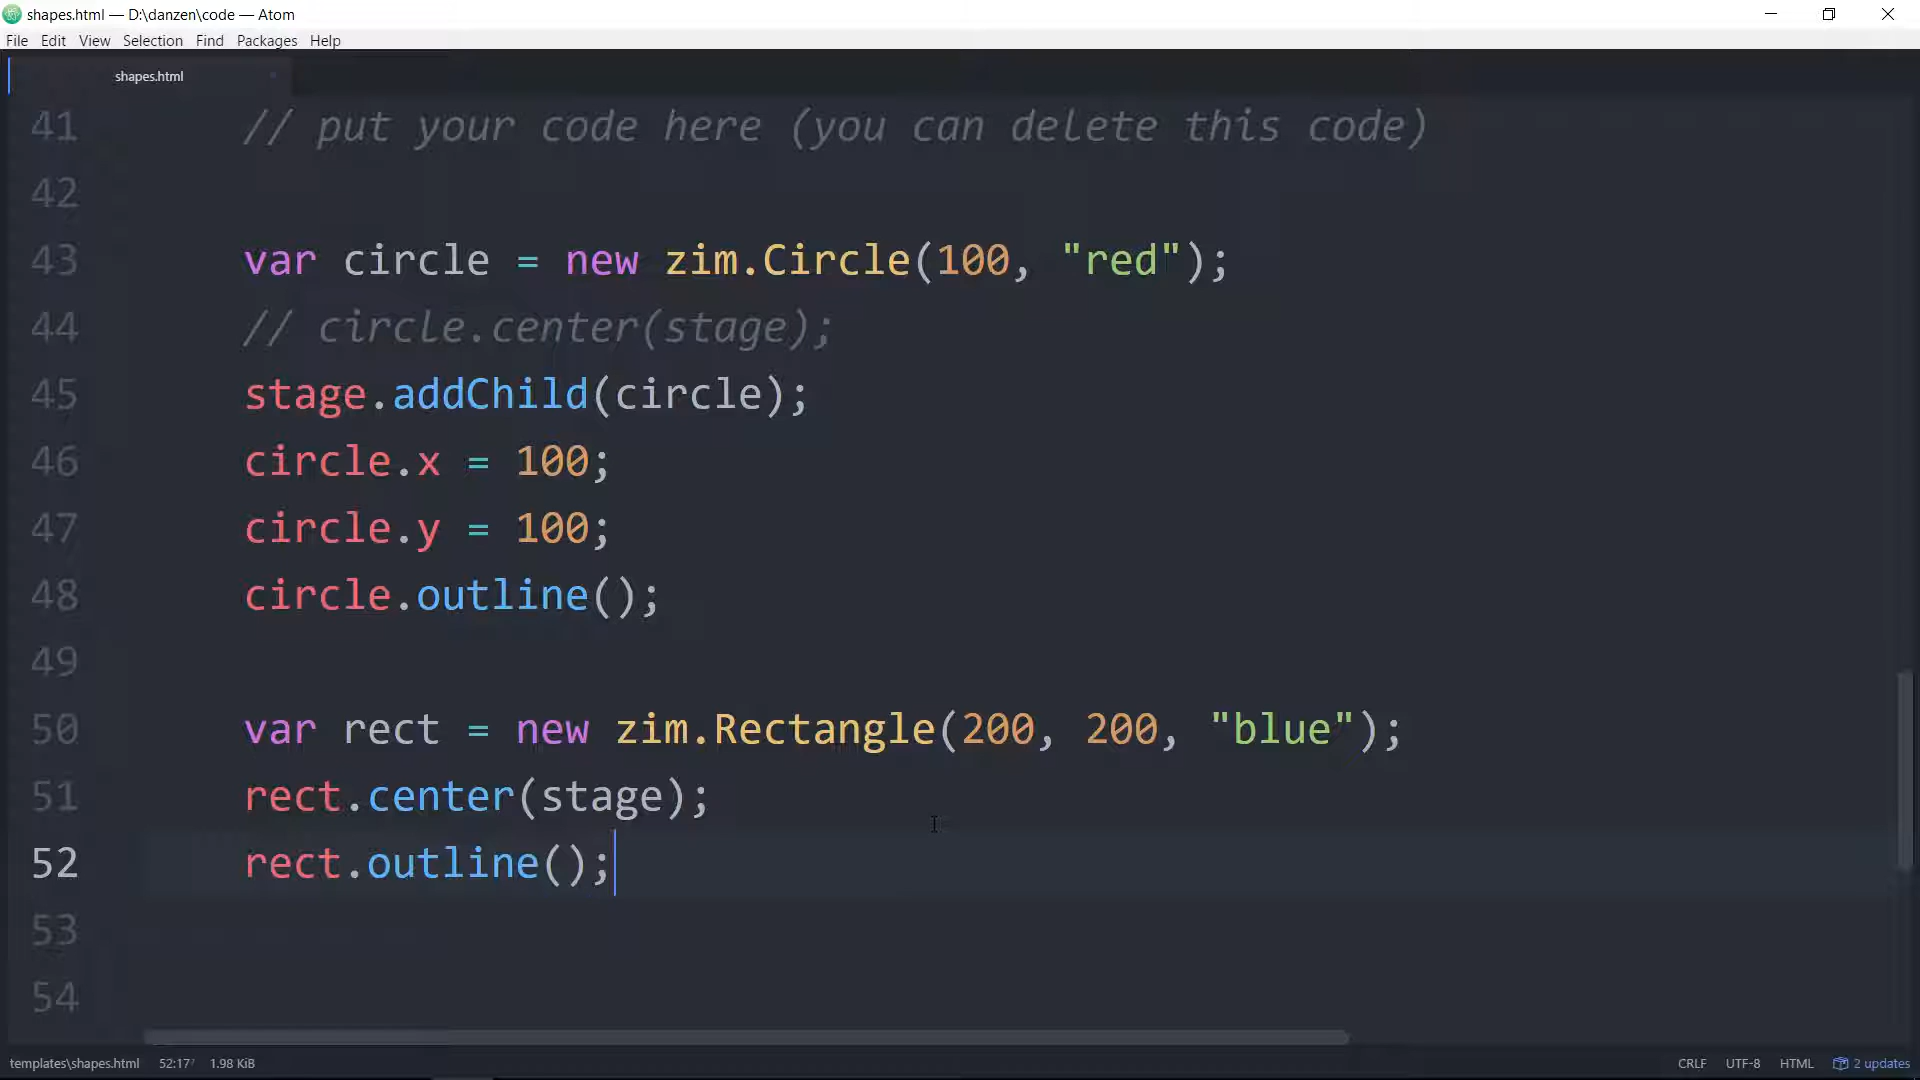 shapes.html — D:\danzen\code — Atom
File Edit View Selection Find Packages Help
shapes.html
41 // put your code here (you can delete this code)
42
43 var circle = new zim.Circle(100, "red");
44 // circle.center(stage);
45 stage.addChild(circle);
46 circle.x = 100;
47 circle.y = 100;
48 circle.outline();
49
50 var rect = new zim.Rectangle(200, 200, "blue");
51 rect.center(stage);
52 rect.outline();
53
54
templates\shapes.html 52:17 1.98 KiB CRLF UTF-8 HTML 2 updates